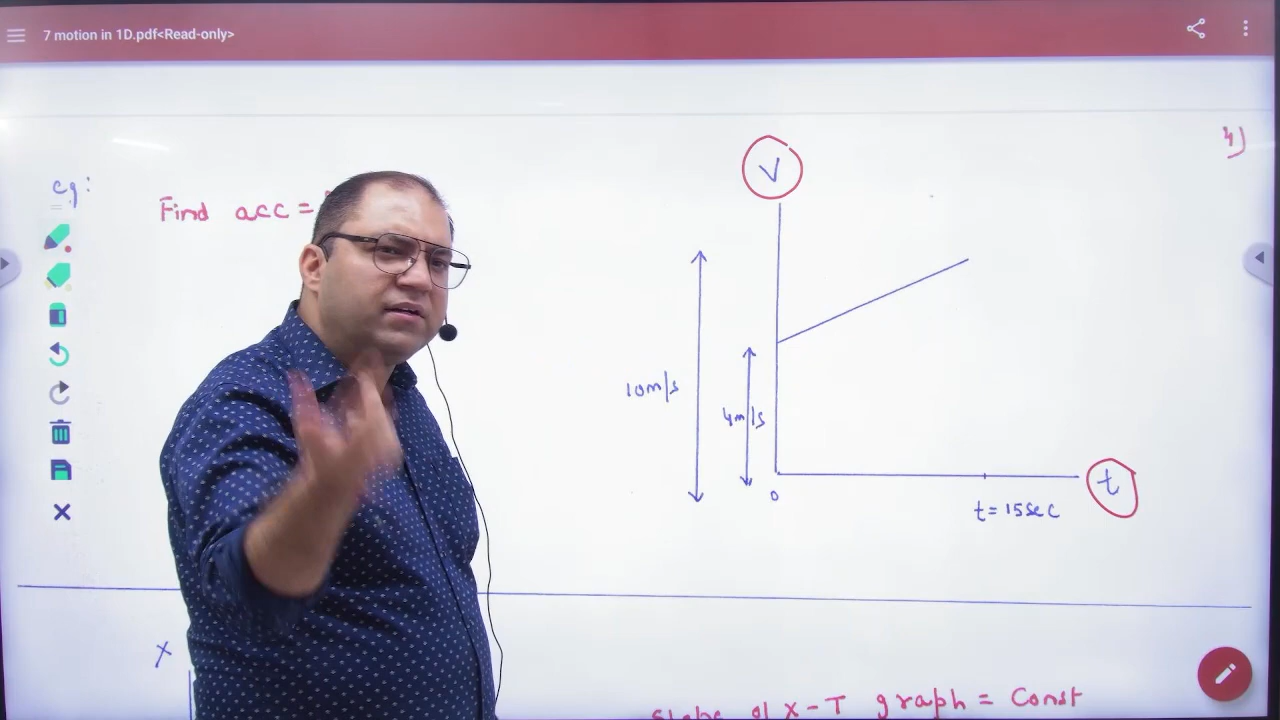 7 motion in 1D.pdf<Read-only>
4)
eg:
Find acc =
V
10m/s
4m/s
0
t
t = 15sec
X
Slope of X-T graph = Const